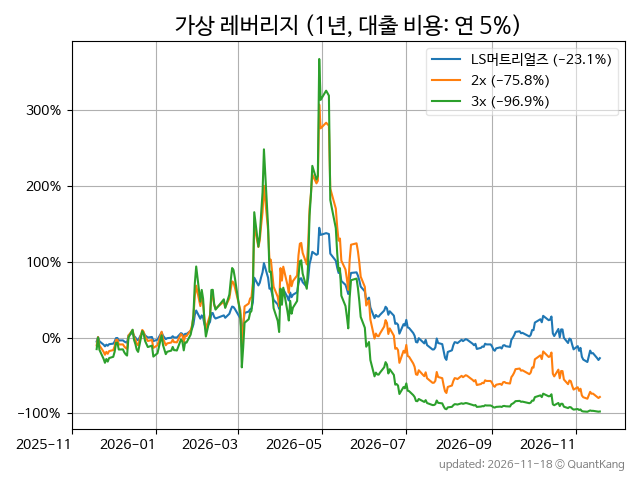 가상 레버리지 (1년, 대출 비용: 연 5%)
LS머트리얼즈 (−23.1%)
2x (−75.8%)
3x (−96.9%)
300%
200%
100%
0%
−100%
2025-11 2026-01 2026-03 2026-05 2026-07 2026-09 2026-11
updated: 2026-11-18 © QuantKang